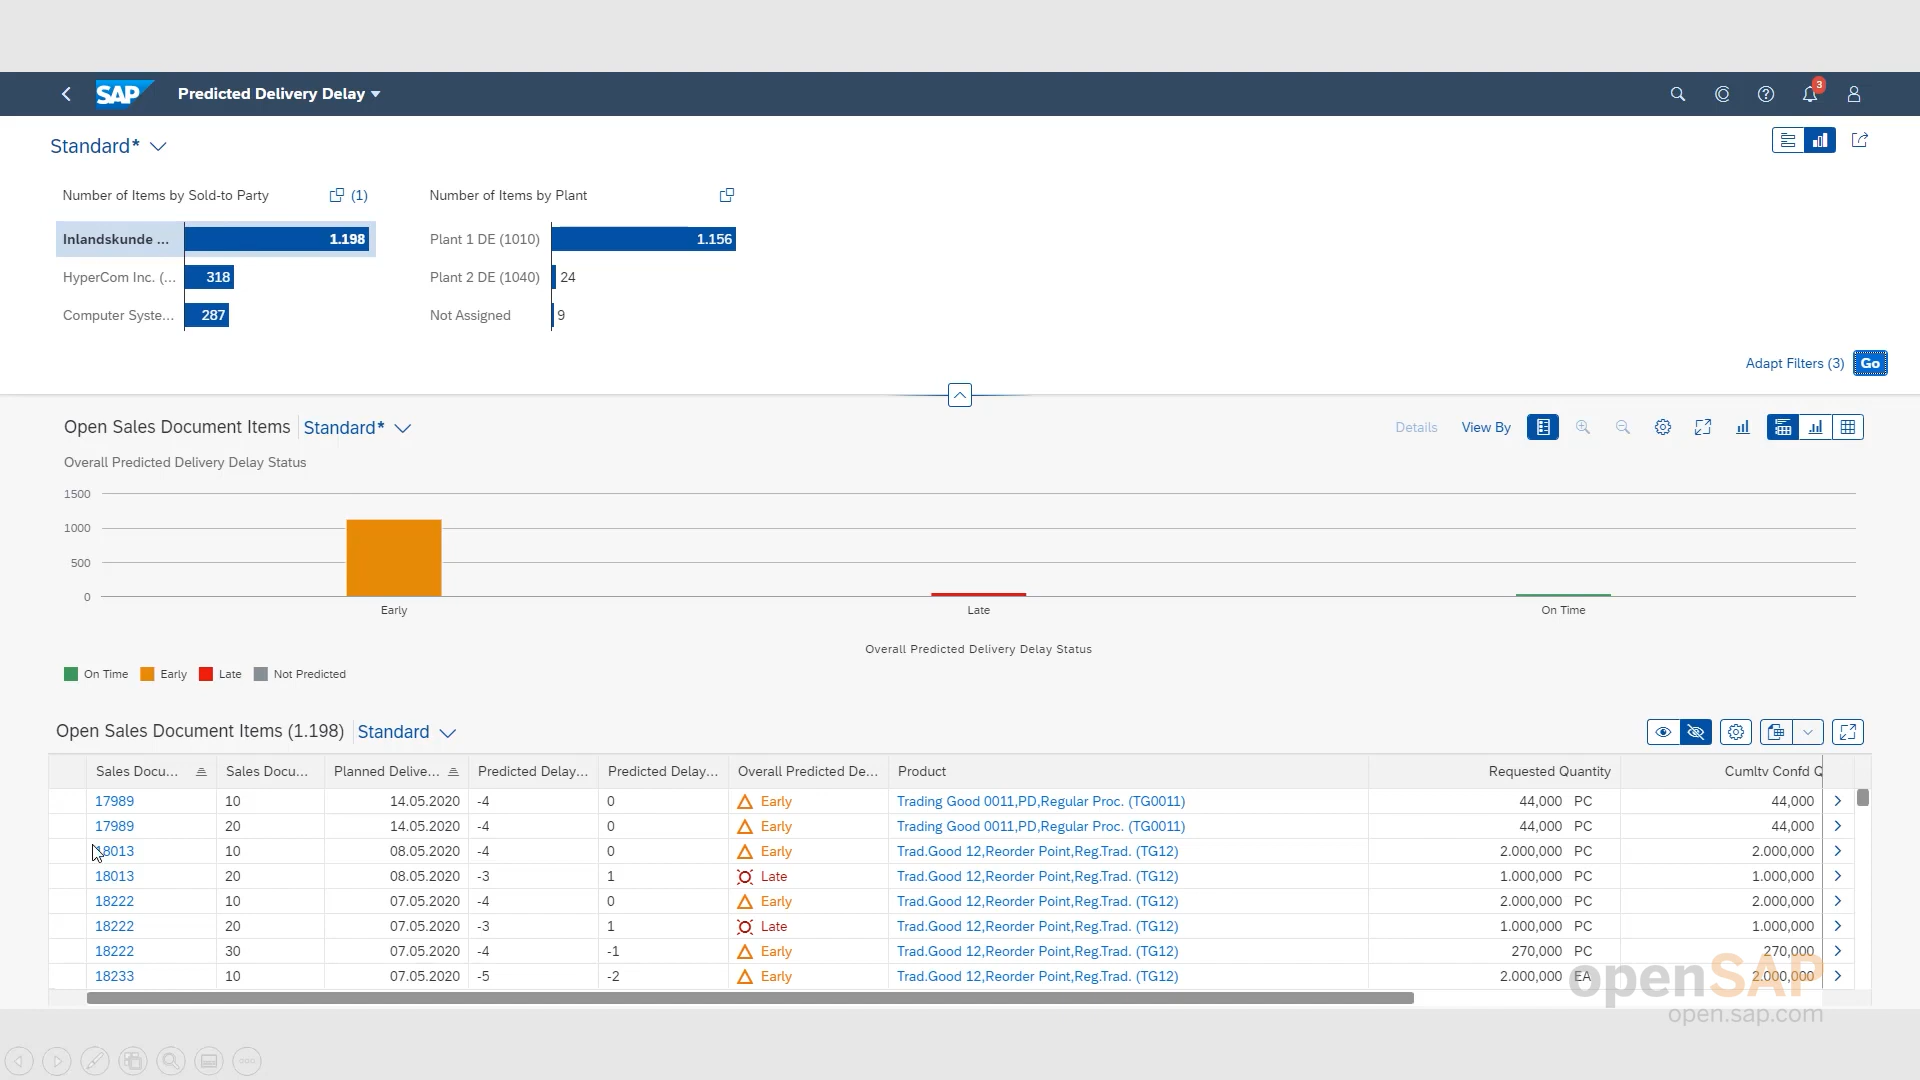 SAP Predicted Delivery Delay 3
Standard*
Number of Items by Sold-to Party (1) Number of Items by Plant
Inlandskunde ... 1.198 Plant 1 DE (1010) 1.156
HyperCom Inc. (... 318 Plant 2 DE (1040) 24
Computer Syste... 287 Not Assigned 9
Adapt Filters (3) Go
Open Sales Document Items Standard* Details View By
Overall Predicted Delivery Delay Status
1500
1000
500
0
Early Late On Time
Overall Predicted Delivery Delay Status
On Time Early Late Not Predicted
Open Sales Document Items (1.198) Standard
Sales Docu... Sales Docu... Planned Delive... Predicted Delay... Predicted Delay... Overall Predicted De... Product Requested Quantity Cumltv Confd Q
17989 10 14.05.2020 -4 0 Early Trading Good 0011,PD,Regular Proc. (TG0011) 44,000 PC 44,000
17989 20 14.05.2020 -4 0 Early Trading Good 0011,PD,Regular Proc. (TG0011) 44,000 PC 44,000
18013 10 08.05.2020 -4 0 Early Trad.Good 12,Reorder Point,Reg.Trad. (TG12) 2.000,000 PC 2.000,000
18013 20 08.05.2020 -3 1 Late Trad.Good 12,Reorder Point,Reg.Trad. (TG12) 1.000,000 PC 1.000,000
18222 10 07.05.2020 -4 0 Early Trad.Good 12,Reorder Point,Reg.Trad. (TG12) 2.000,000 PC 2.000,000
18222 20 07.05.2020 -3 1 Late Trad.Good 12,Reorder Point,Reg.Trad. (TG12) 1.000,000 PC 1.000,000
18222 30 07.05.2020 -4 -1 Early Trad.Good 12,Reorder Point,Reg.Trad. (TG12) 270,000 PC 270,000
18233 10 07.05.2020 -5 -2 Early Trad.Good 12,Reorder Point,Reg.Trad. (TG12) 2.000,000 EA 2.000,000
openSAP
open.sap.com